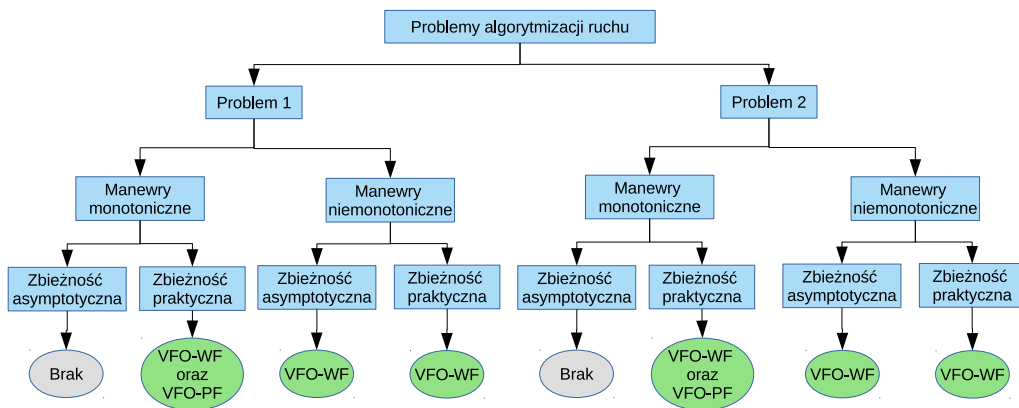 Problemy algorytmizacji ruchu
Problem 1
Problem 2
Manewry
monotoniczne
Manewry
niemonotoniczne
Manewry
monotoniczne
Manewry
niemonotoniczne
Zbieżność
asymptotyczna
Zbieżność
praktyczna
Zbieżność
asymptotyczna
Zbieżność
praktyczna
Zbieżność
asymptotyczna
Zbieżność
praktyczna
Zbieżność
asymptotyczna
Zbieżność
praktyczna
Brak
VFO-WF
oraz
VFO-PF
VFO-WF
VFO-WF
Brak
VFO-WF
oraz
VFO-PF
VFO-WF
VFO-WF